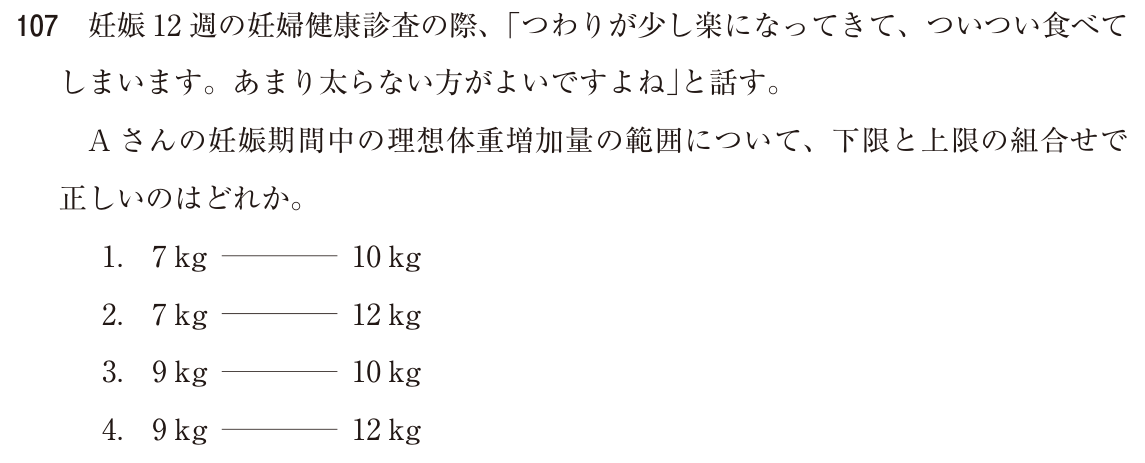 107 妊娠 12 週の妊婦健康診査の際、「つわりが少し楽になってきて、ついつい食べて
しまいます。あまり太らない方がよいですよね」と話す。
A さんの妊娠期間中の理想体重増加量の範囲について、下限と上限の組合せで
正しいのはどれか。
1. 7 kg ――― 10 kg
2. 7 kg ――― 12 kg
3. 9 kg ――― 10 kg
4. 9 kg ――― 12 kg